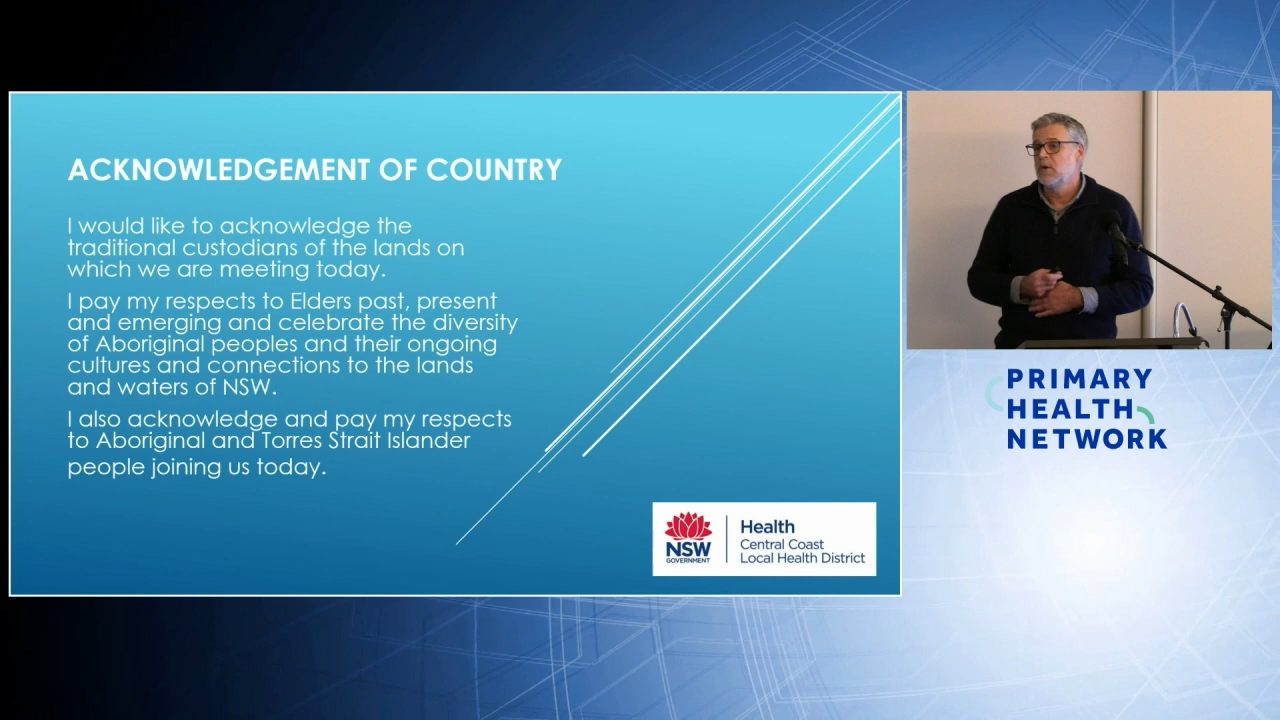 ACKNOWLEDGEMENT OF COUNTRY
I would like to acknowledge the
traditional custodians of the lands on
which we are meeting today.
I pay my respects to Elders past, present
and emerging and celebrate the diversity
of Aboriginal peoples and their ongoing
cultures and connections to the lands
and waters of NSW.
I also acknowledge and pay my respects
to Aboriginal and Torres Strait Islander
people joining us today.
NSW
GOVERNMENT
Health
Central Coast
Local Health District
PRIMARY
HEALTH
NETWORK